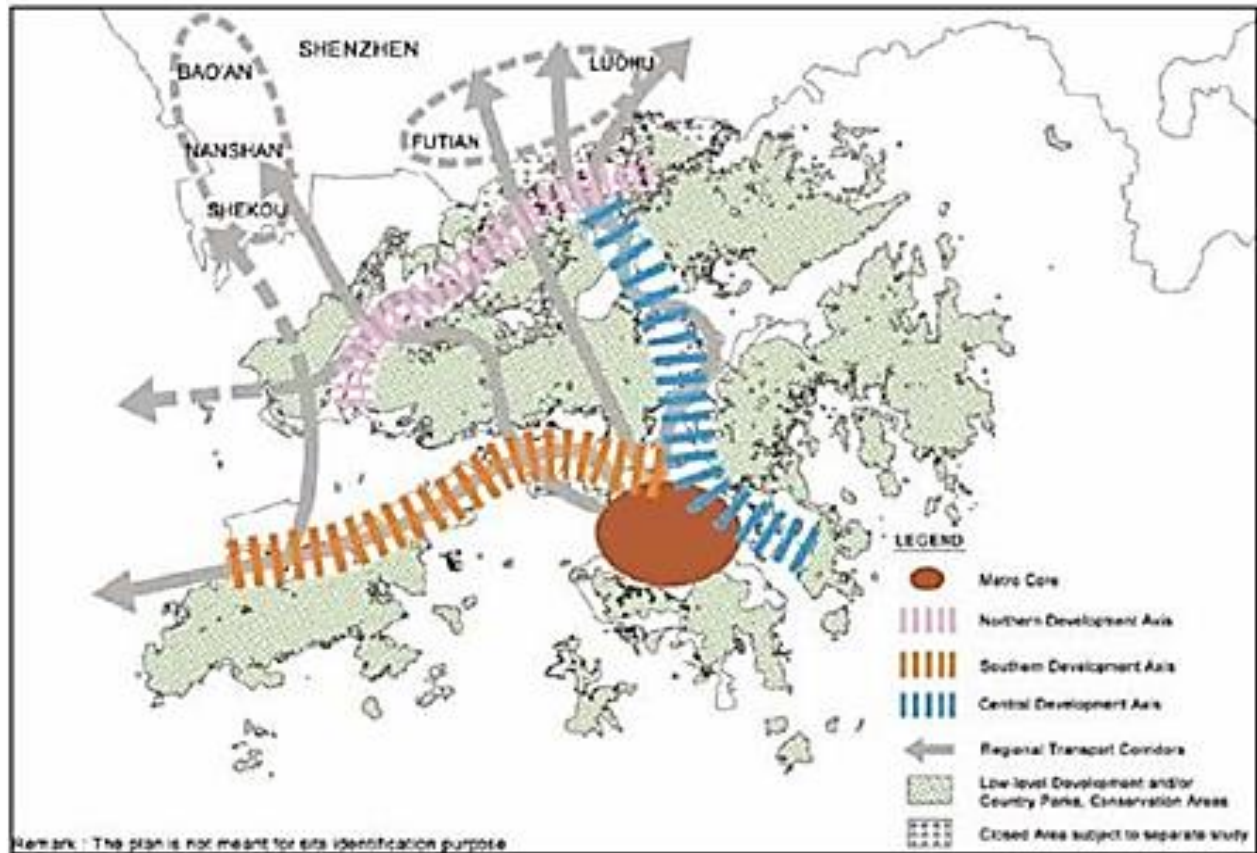 SHENZHEN
BAO'AN
LUOHU
FUTIAN
NANSHAN
SHEKOU
LEGEND
Metro Core
Northern Development Axis
Southern Development Axis
Central Development Axis
Regional Transport Corridors
Low-level Development and/or
Country Parks, Conservation Areas
Closed Area subject to separate study
Remark : The plan is not meant for site identification purpose